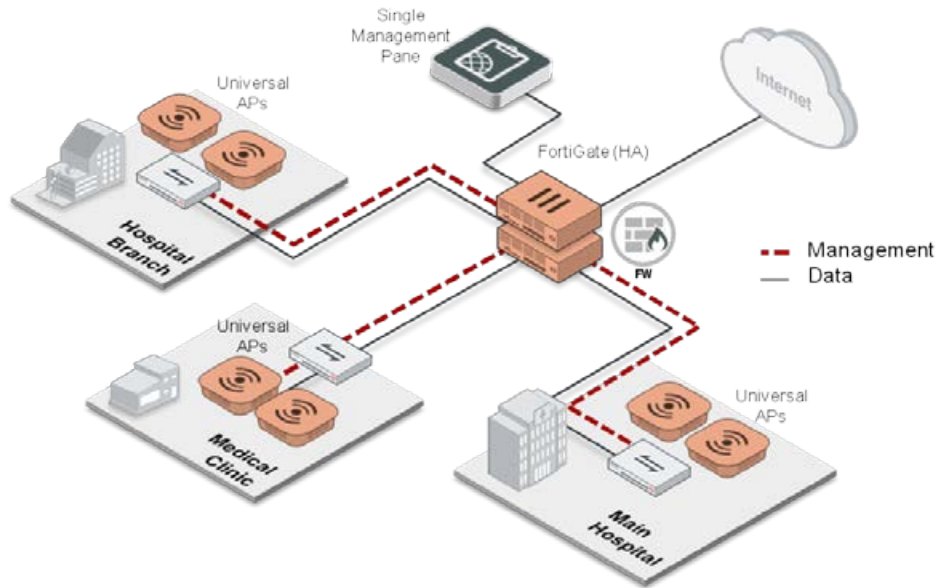 Single
Management
Pane
Internet
Universal
APs
FortiGate (HA)
FW
Management
Data
Hospital
Branch
Universal
APs
Medical
Clinic
Universal
APs
Main
Hospital